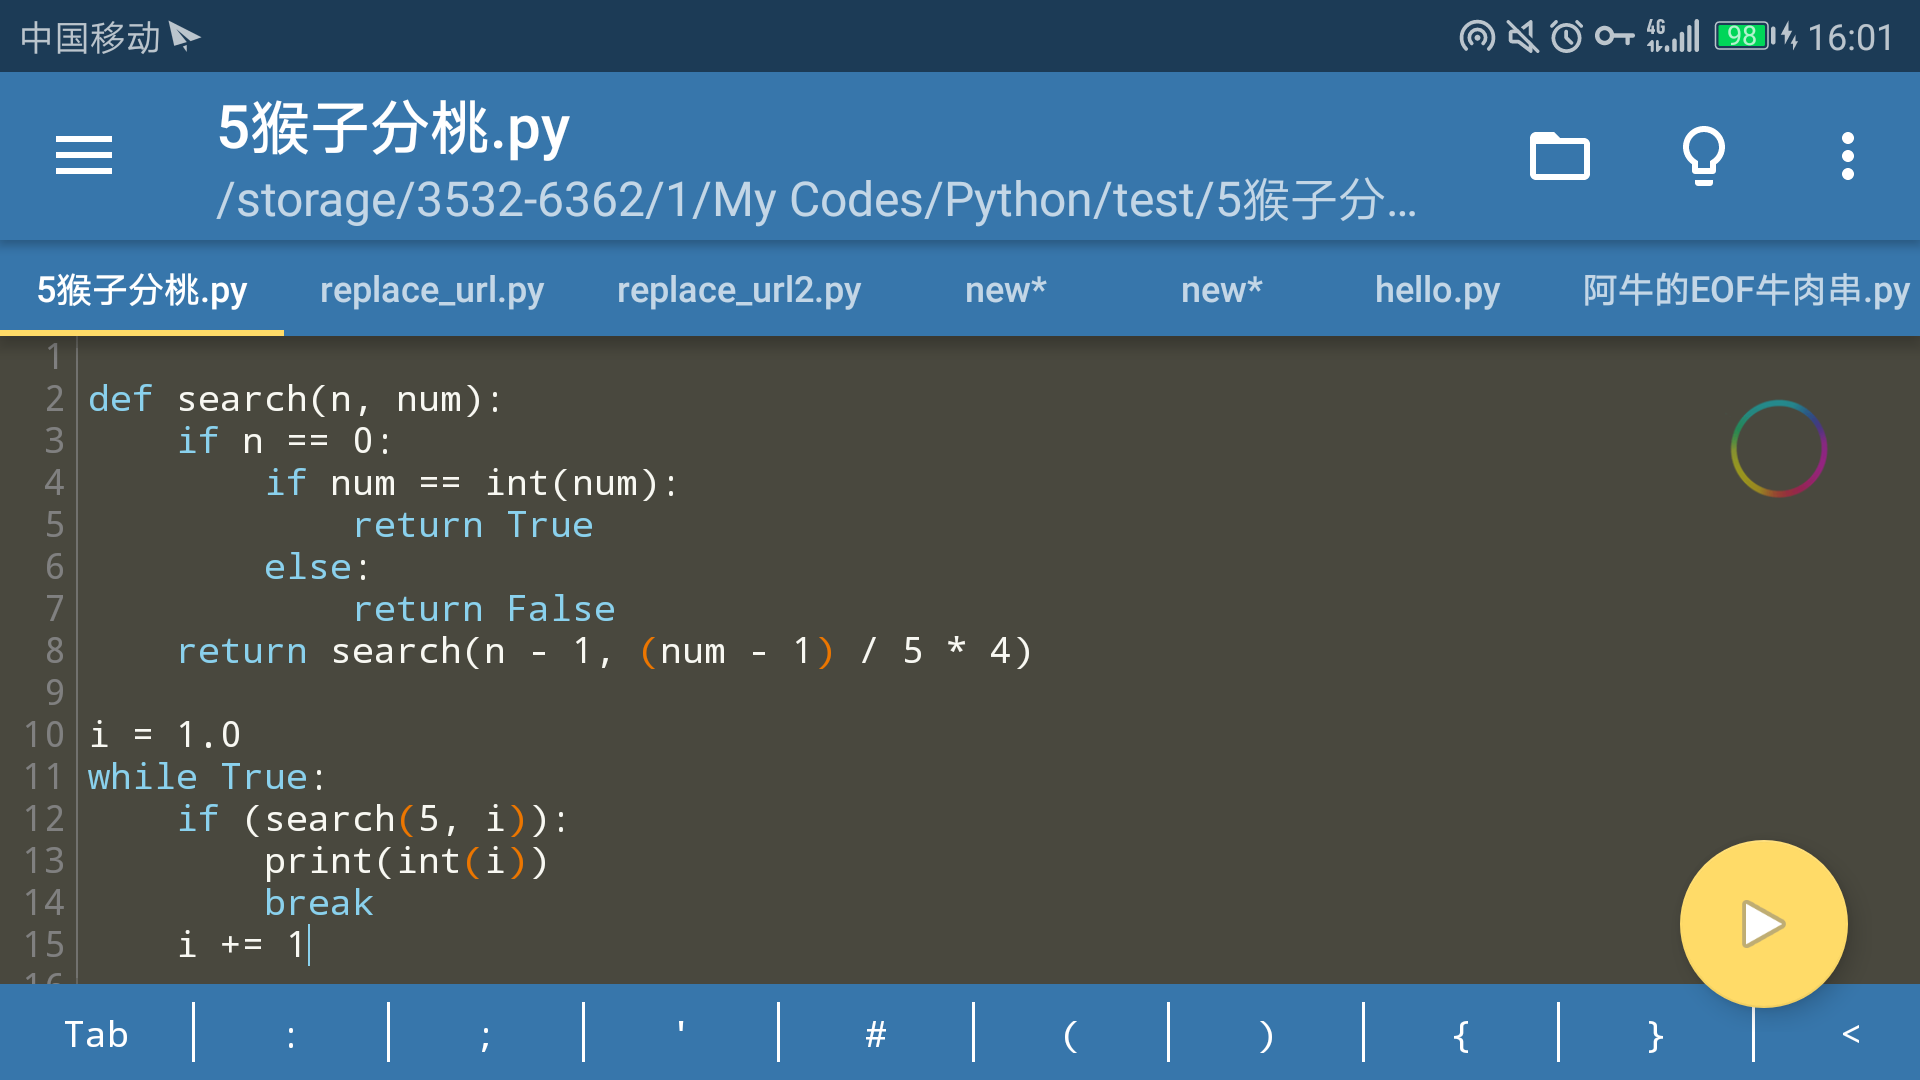 中国移动 4G 98 16:01
5猴子分桃.py
/storage/3532-6362/1/My Codes/Python/test/5猴子分...
5猴子分桃.py replace_url.py replace_url2.py new* new* hello.py 阿牛的EOF牛肉串.py
1
2 def search(n, num):
3     if n == 0:
4         if num == int(num):
5             return True
6         else:
7             return False
8     return search(n - 1, (num - 1) / 5 * 4)
9
10 i = 1.0
11 while True:
12     if (search(5, i)):
13         print(int(i))
14         break
15     i += 1
16
Tab : ; ' # ( ) { } <